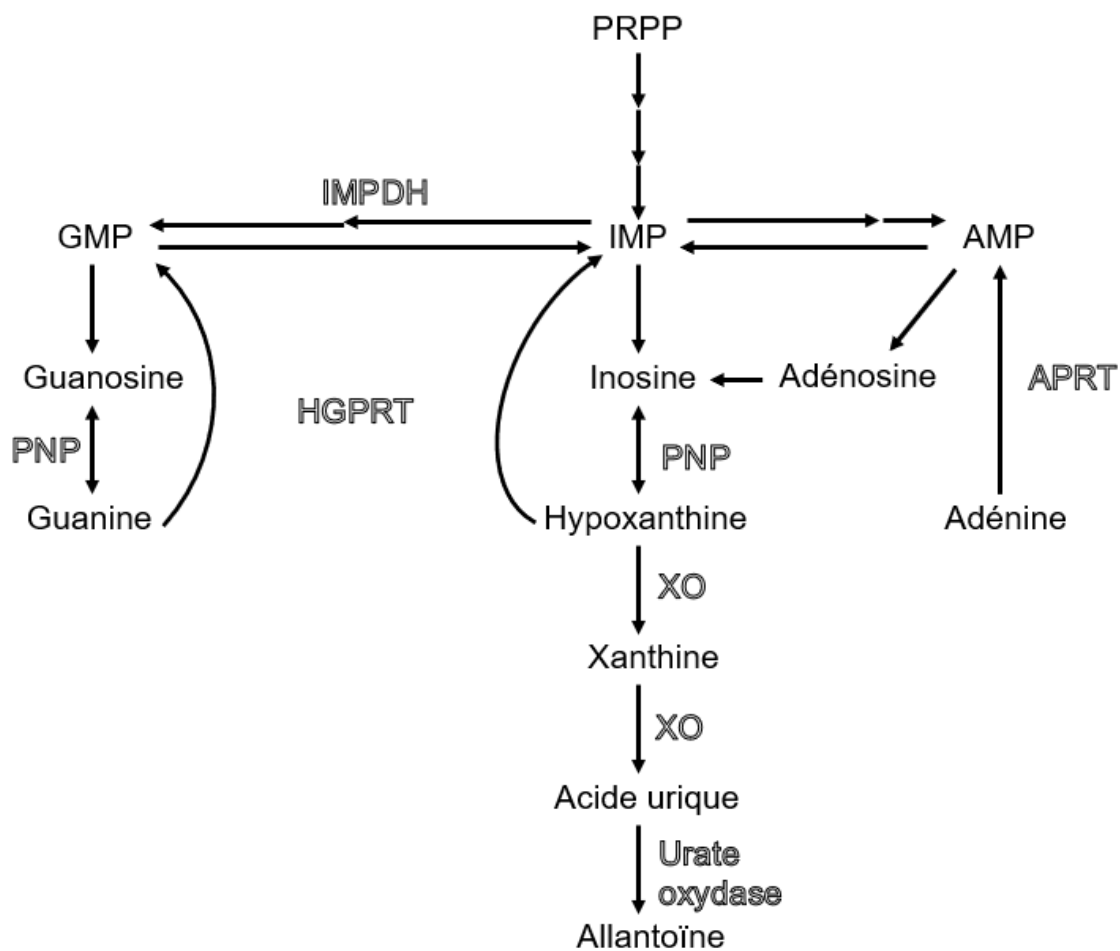 PRPP
IMPDH
GMP
IMP
AMP
Guanosine
Inosine
Adénosine
APRT
HGPRT
PNP
PNP
Guanine
Hypoxanthine
Adénine
XO
Xanthine
XO
Acide urique
Urate
oxydase
Allantoïne